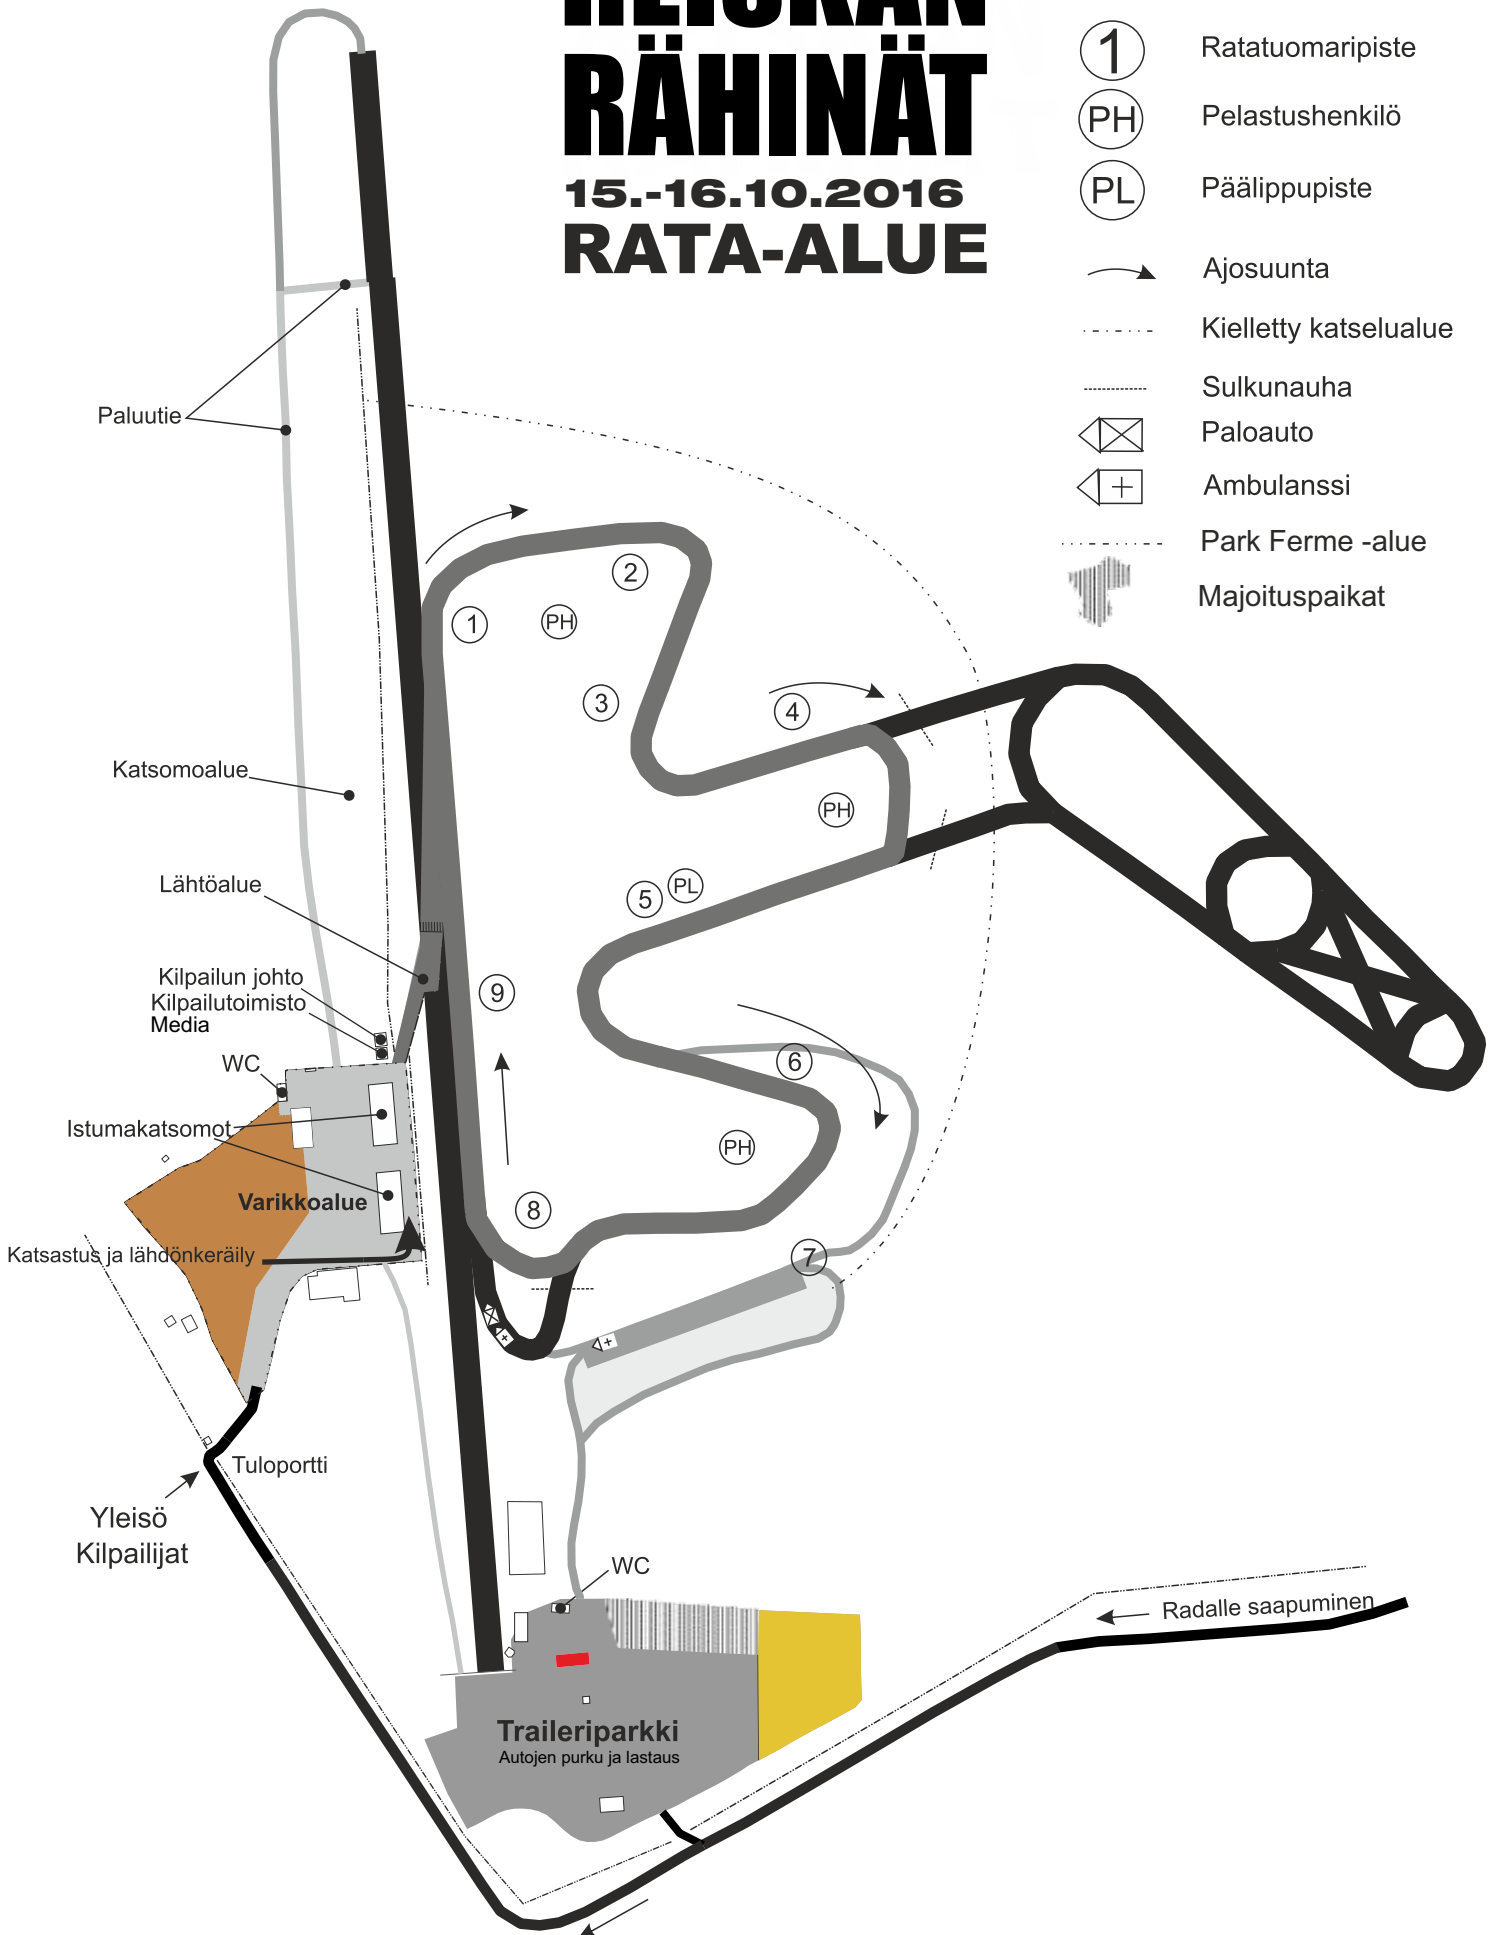 RÄHINÄT
15.-16.10.2016
RATA-ALUE
1 Ratatuomaripiste
PH Pelastushenkilö
PL Päälippupiste
Ajosuunta
Kielletty katselualue
Sulkunauha
Paloauto
Ambulanssi
Park Ferme -alue
Majoituspaikat
Paluutie
2
1
PH
3
4
Katsomoalue
PH
Lähtöalue
5
PL
Kilpailun johto
9
Kilpailutoimisto
Media
WC
6
Istumakatsomot
PH
Varikkoalue
8
Katsastus ja lähdönkeräily
7
Tuloportti
Yleisö
Kilpailijat
WC
Radalle saapuminen
Traileriparkki
Autojen purku ja lastaus